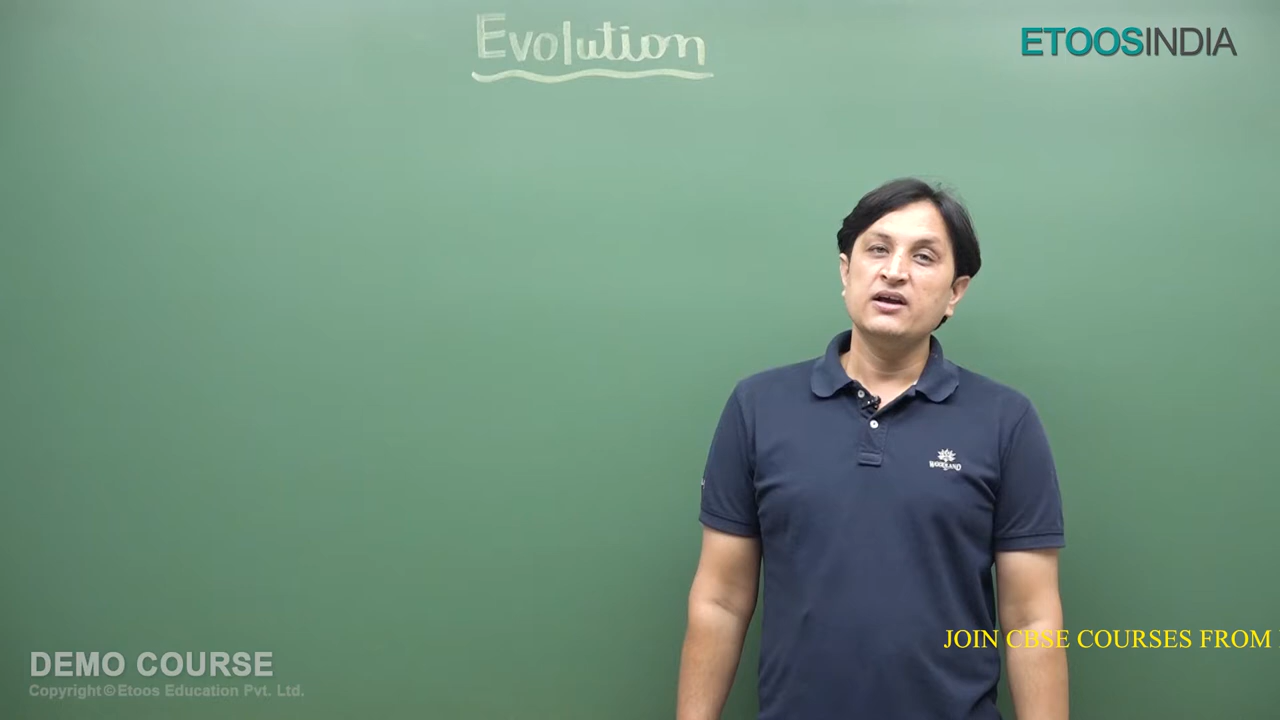 Evolution
ETOOSINDIA
WOODLAND
JOIN CBSE COURSES FROM
DEMO COURSE
Copyright © Etoos Education Pvt. Ltd.